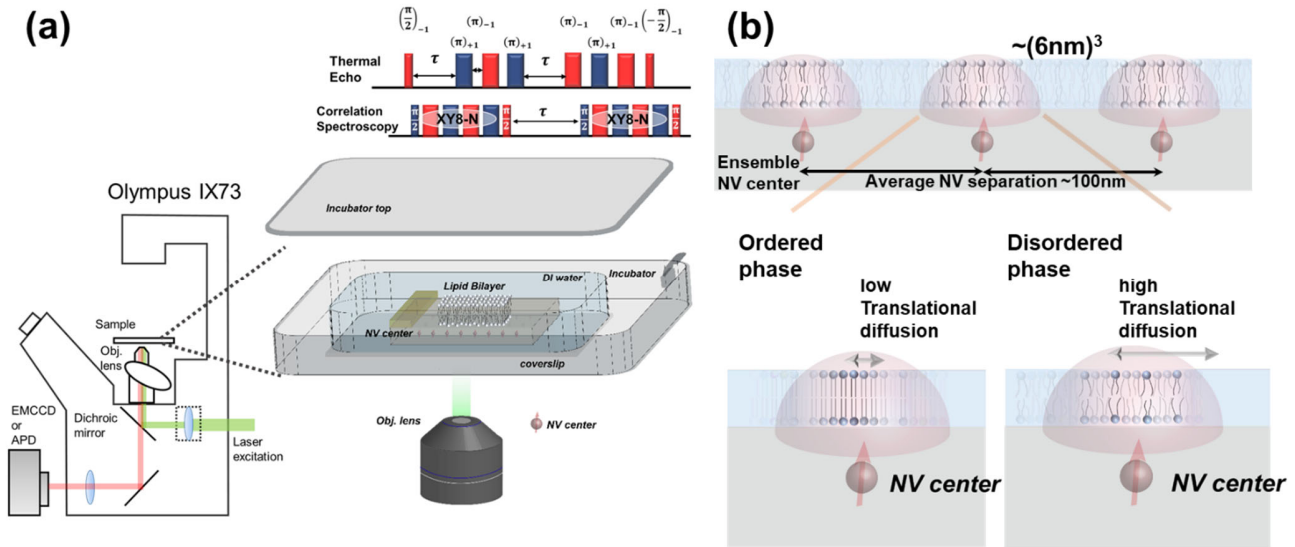 (a)
(π/2)₋₁
(π)₋₁
(π)₋₁
(π)₋₁
(−π/2)₋₁
(π)₊₁
(π)₊₁
(π)₊₁
τ
τ
Thermal
Echo
Correlation
Spectroscopy
π/2
XY8-N
π/2
τ
π/2
XY8-N
π/2
Olympus IX73
Incubator top
Incubator
DI water
Lipid Bilayer
NV center
coverslip
Sample
Obj.
lens
EMCCD
or
APD
Dichroic
mirror
Laser
excitation
Obj. lens
NV center
(b)
~(6nm)³
Ensemble
NV center
Average NV separation ~100nm
Ordered
phase
low
Translational
diffusion
NV center
Disordered
phase
high
Translational
diffusion
NV center